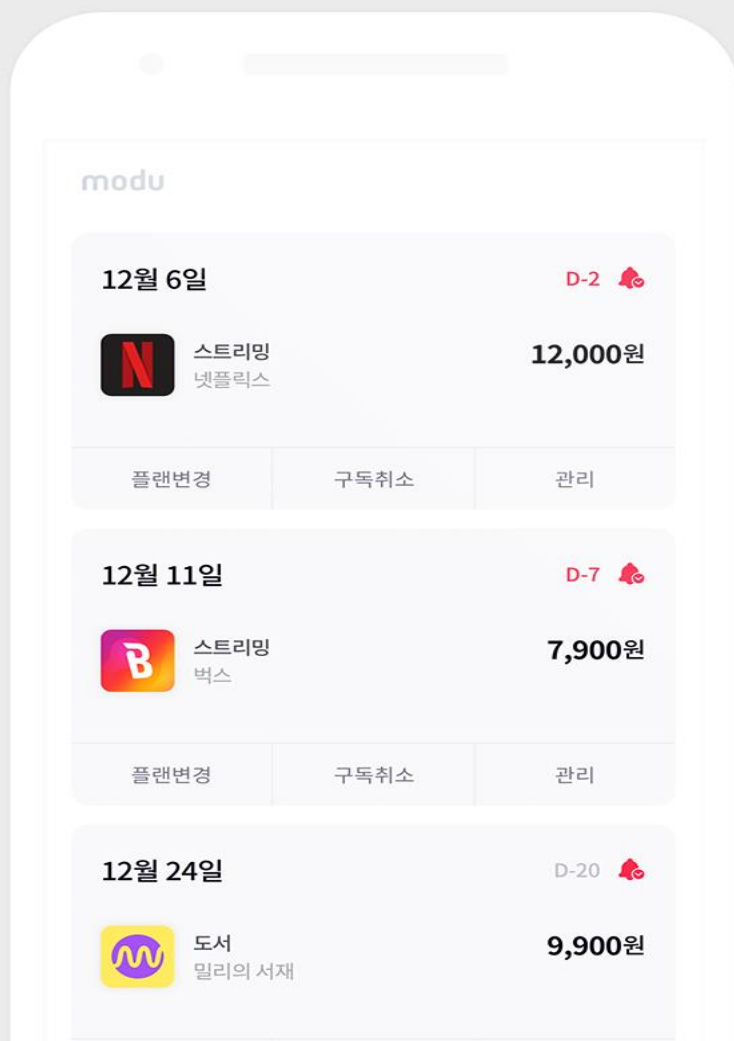 modu
12월 6일 D-2
N
스트리밍 12,000원
넷플릭스
플랜변경 구독취소 관리
12월 11일 D-7
B
스트리밍 7,900원
벅스
플랜변경 구독취소 관리
12월 24일 D-20
도서 9,900원
밀리의 서재